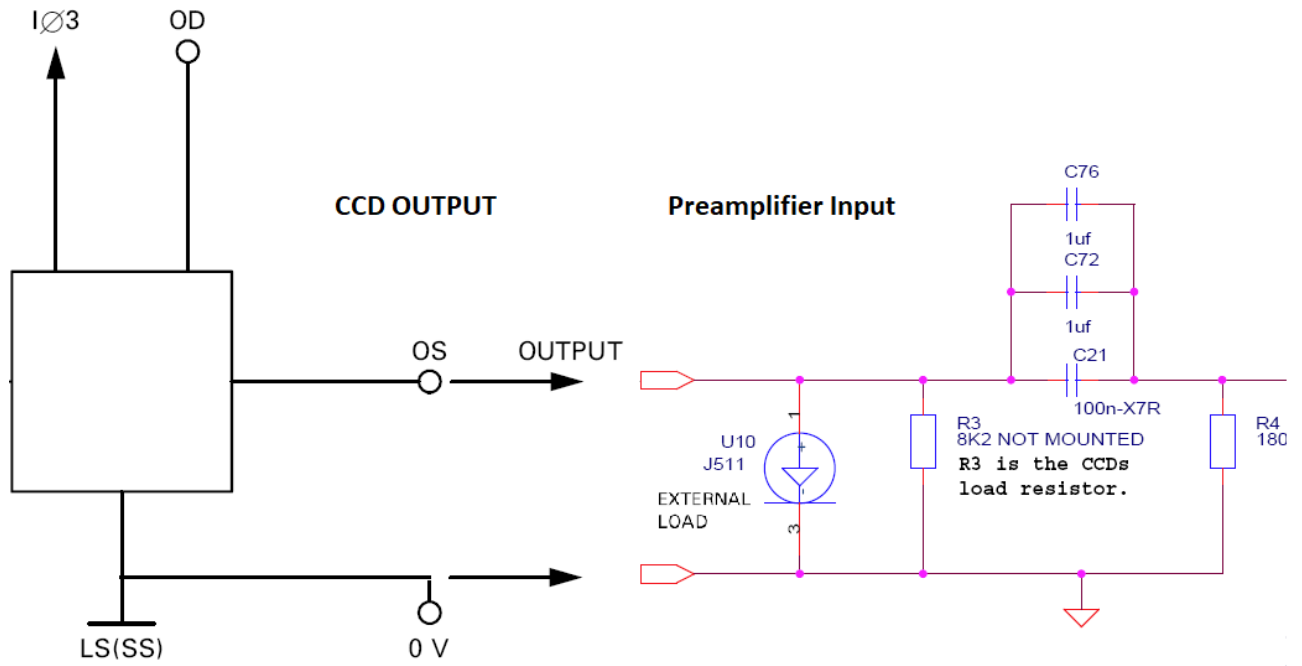 I∅3
OD
CCD OUTPUT
Preamplifier Input
C76
1uf
C72
1uf
C21
100n-X7R
OS
OUTPUT
1
U10
J511
+
-
EXTERNAL
LOAD
3
R3
8K2 NOT MOUNTED
R3 is the CCDs
load resistor.
R4
180
LS(SS)
0 V